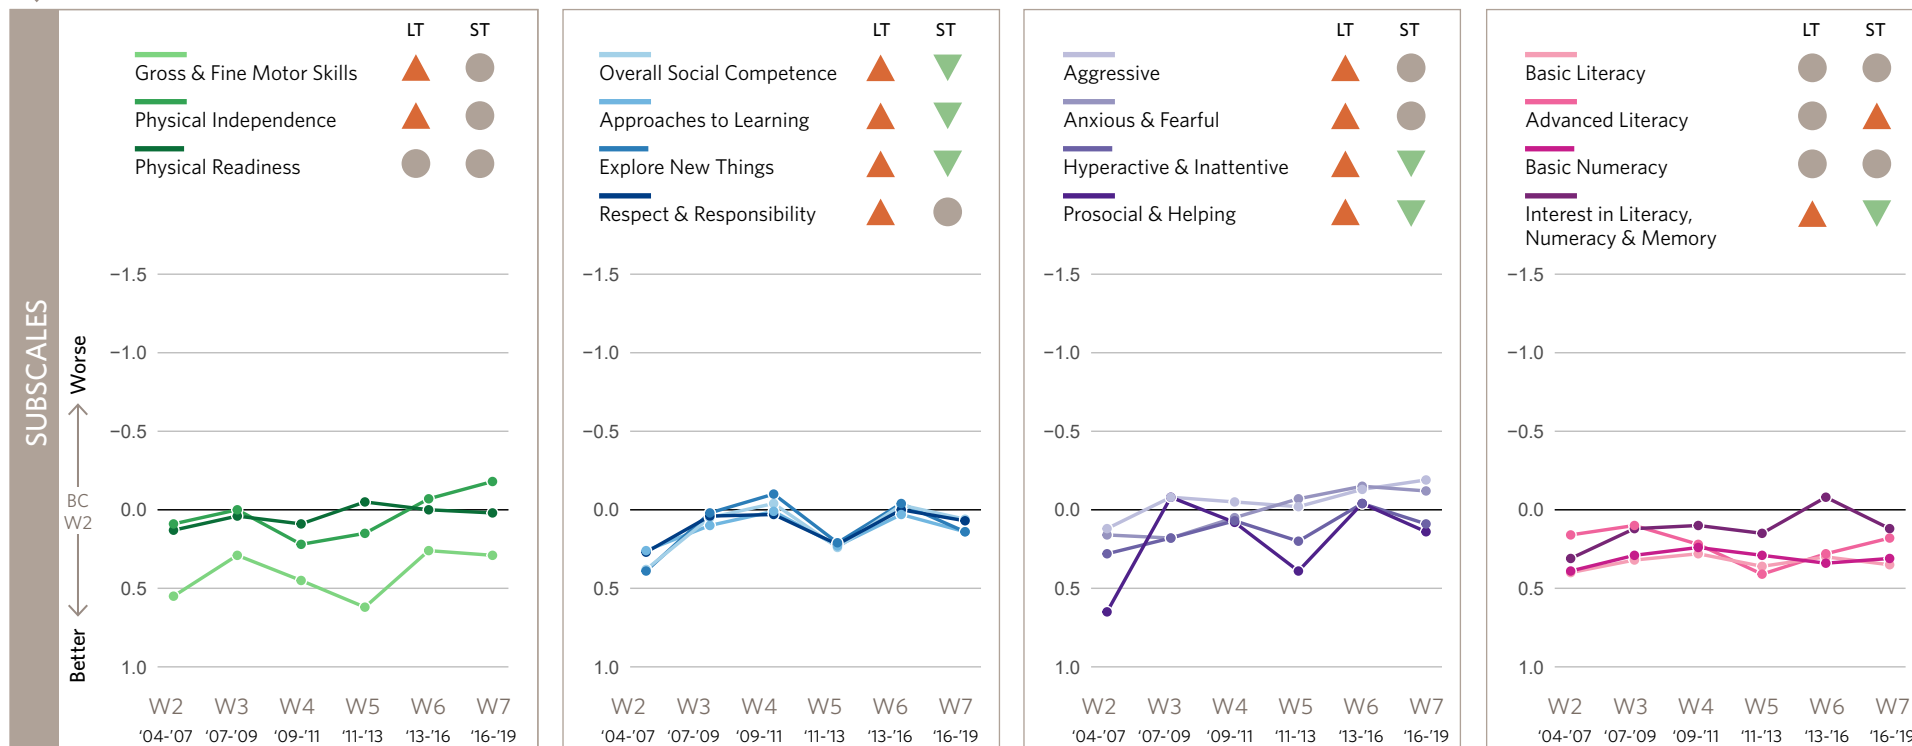 SUBSCALES
Worse
BC
W2
Better
LT ST
Gross & Fine Motor Skills
Physical Independence
Physical Readiness
−1.5
−1.0
−0.5
0.0
0.5
1.0
W2 W3 W4 W5 W6 W7
‘04-’07 ‘07-’09 ‘09-’11 ‘11-’13 ‘13-’16 ‘16-’19
LT ST
Overall Social Competence
Approaches to Learning
Explore New Things
Respect & Responsibility
−1.5
−1.0
−0.5
0.0
0.5
1.0
W2 W3 W4 W5 W6 W7
‘04-’07 ‘07-’09 ‘09-’11 ‘11-’13 ‘13-’16 ‘16-’19
LT ST
Aggressive
Anxious & Fearful
Hyperactive & Inattentive
Prosocial & Helping
−1.5
−1.0
−0.5
0.0
0.5
1.0
W2 W3 W4 W5 W6 W7
‘04-’07 ‘07-’09 ‘09-’11 ‘11-’13 ‘13-’16 ‘16-’19
LT ST
Basic Literacy
Advanced Literacy
Basic Numeracy
Interest in Literacy,
Numeracy & Memory
−1.5
−1.0
−0.5
0.0
0.5
1.0
W2 W3 W4 W5 W6 W7
‘04-’07 ‘07-’09 ‘09-’11 ‘11-’13 ‘13-’16 ‘16-’19